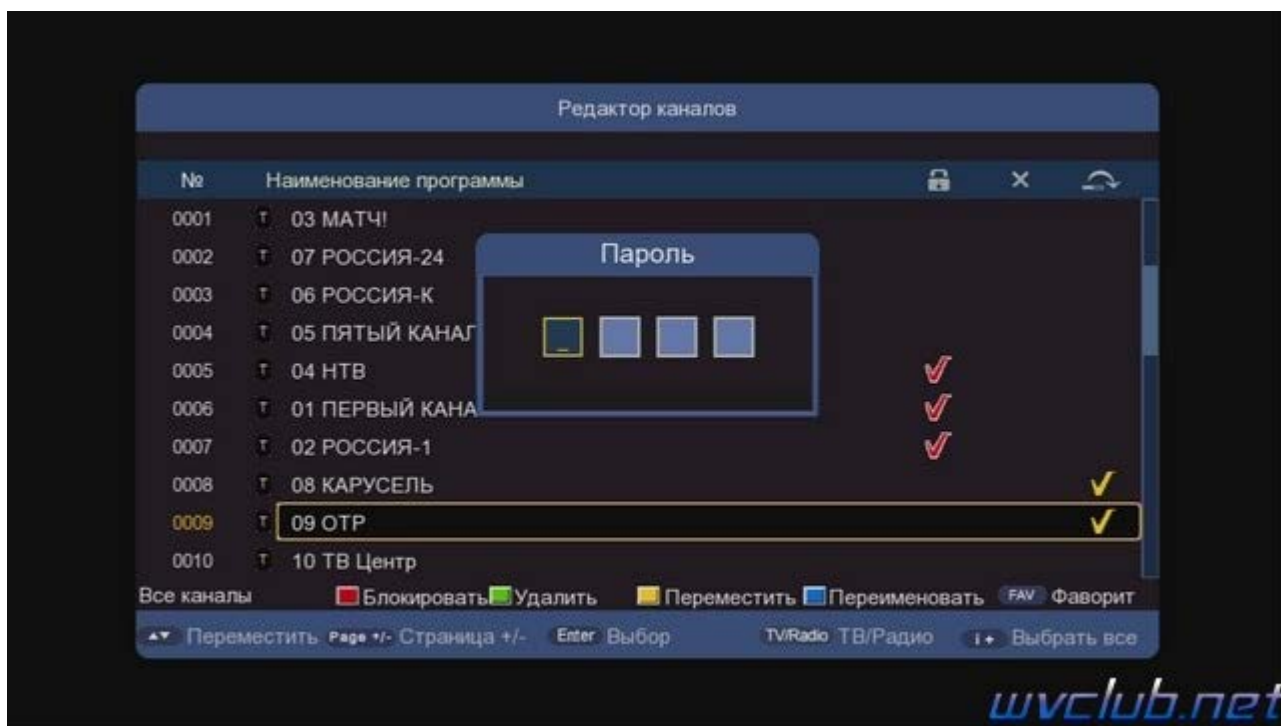 Редактор каналов
№ Наименование программы
0001 T 03 МАТЧ!
0002 T 07 РОССИЯ-24
Пароль
0003 T 06 РОССИЯ-К
0004 T 05 ПЯТЫЙ КАНАЛ
0005 T 04 НТВ
0006 T 01 ПЕРВЫЙ КАНА
0007 T 02 РОССИЯ-1
0008 T 08 КАРУСЕЛЬ
0009 T 09 ОТР
0010 T 10 ТВ Центр
Все каналы Блокировать Удалить Переместить Переименовать FAV Фаворит
Переместить Page +/- Страница +/- Enter Выбор TV/Radio ТВ/Радио i+ Выбрать все
wvclub.net